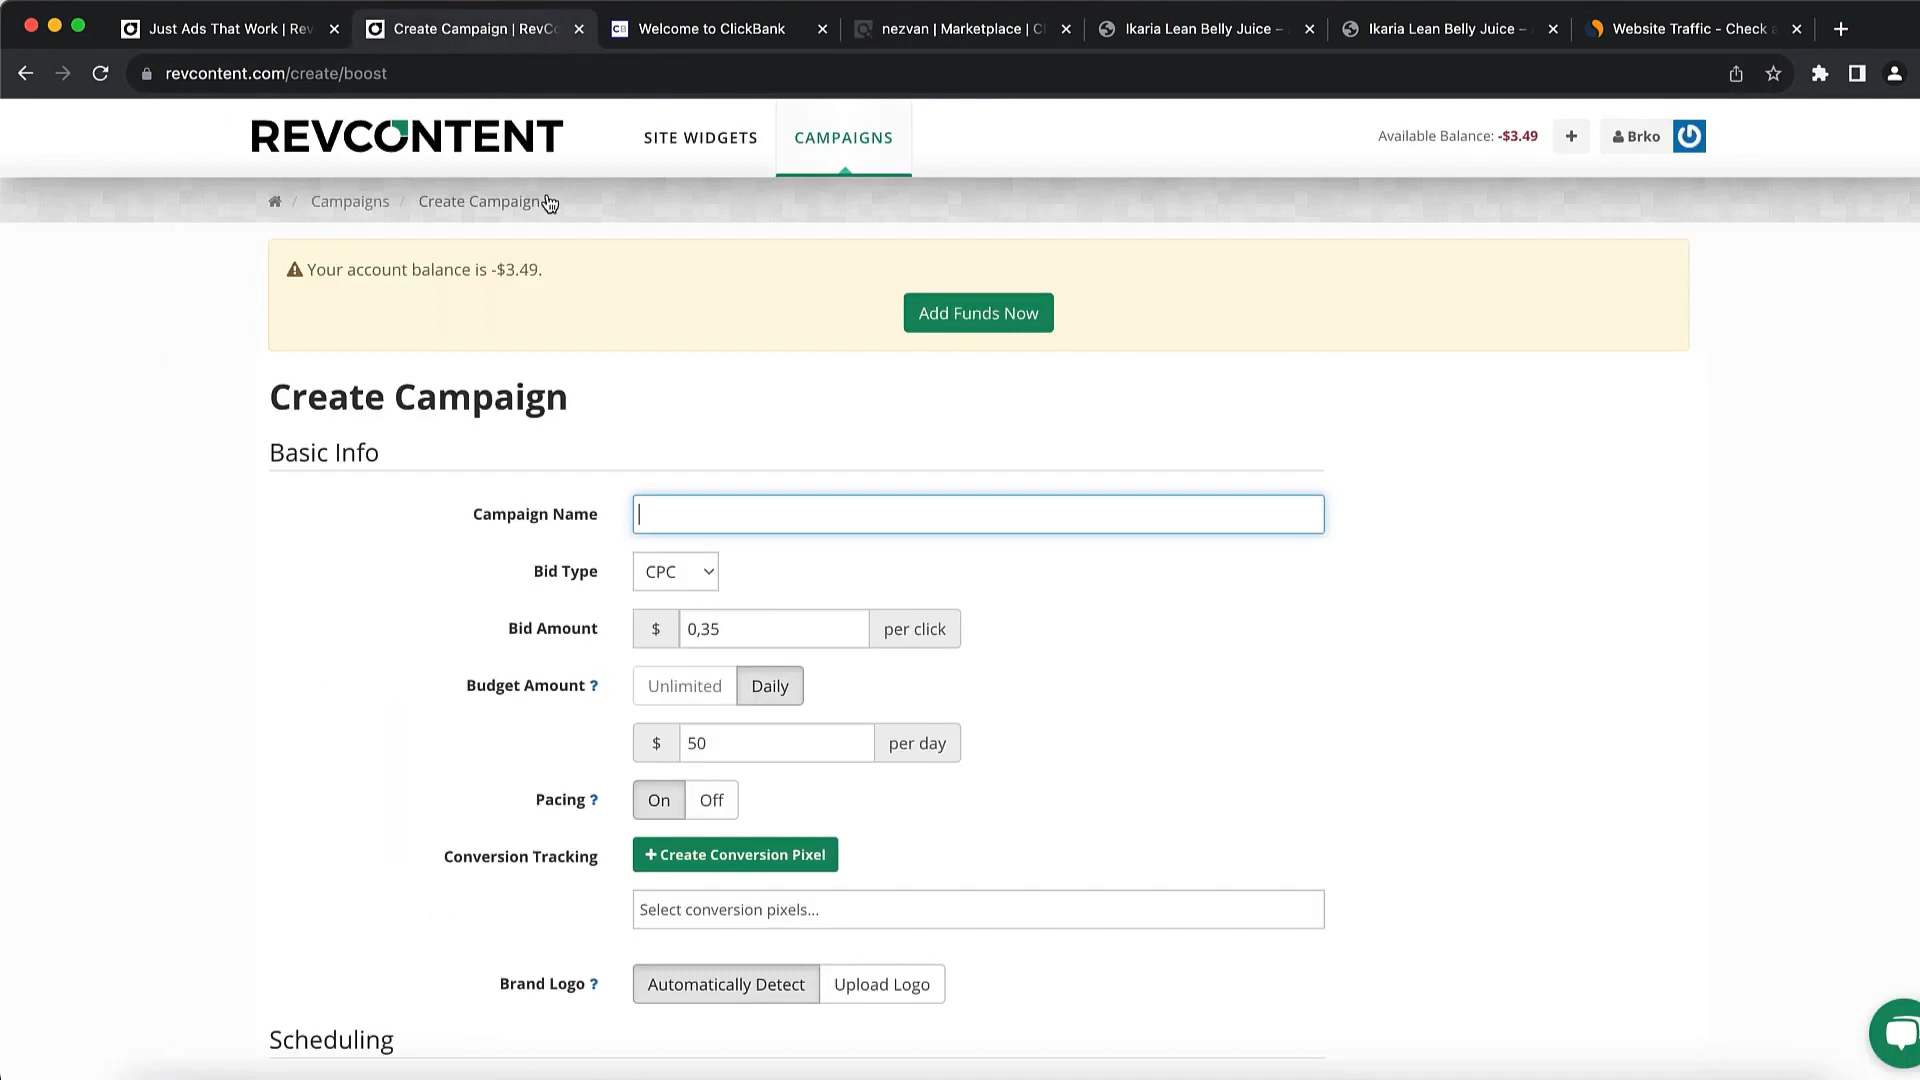 Just Ads That Work | Rev
Create Campaign | RevCo
Welcome to ClickBank
nezvan | Marketplace | C
Ikaria Lean Belly Juice –
Ikaria Lean Belly Juice –
Website Traffic - Check a
revcontent.com/create/boost
REVCONTENT
SITE WIDGETS
CAMPAIGNS
Available Balance: -$3.49
+
Brko
/ Campaigns / Create Campaign
Your account balance is -$3.49.
Add Funds Now
Create Campaign
Basic Info
Campaign Name
Bid Type
CPC
Bid Amount
$ 0,35 per click
Budget Amount ?
Unlimited Daily
$ 50 per day
Pacing ?
On Off
Conversion Tracking
+ Create Conversion Pixel
Select conversion pixels...
Brand Logo ?
Automatically Detect Upload Logo
Scheduling